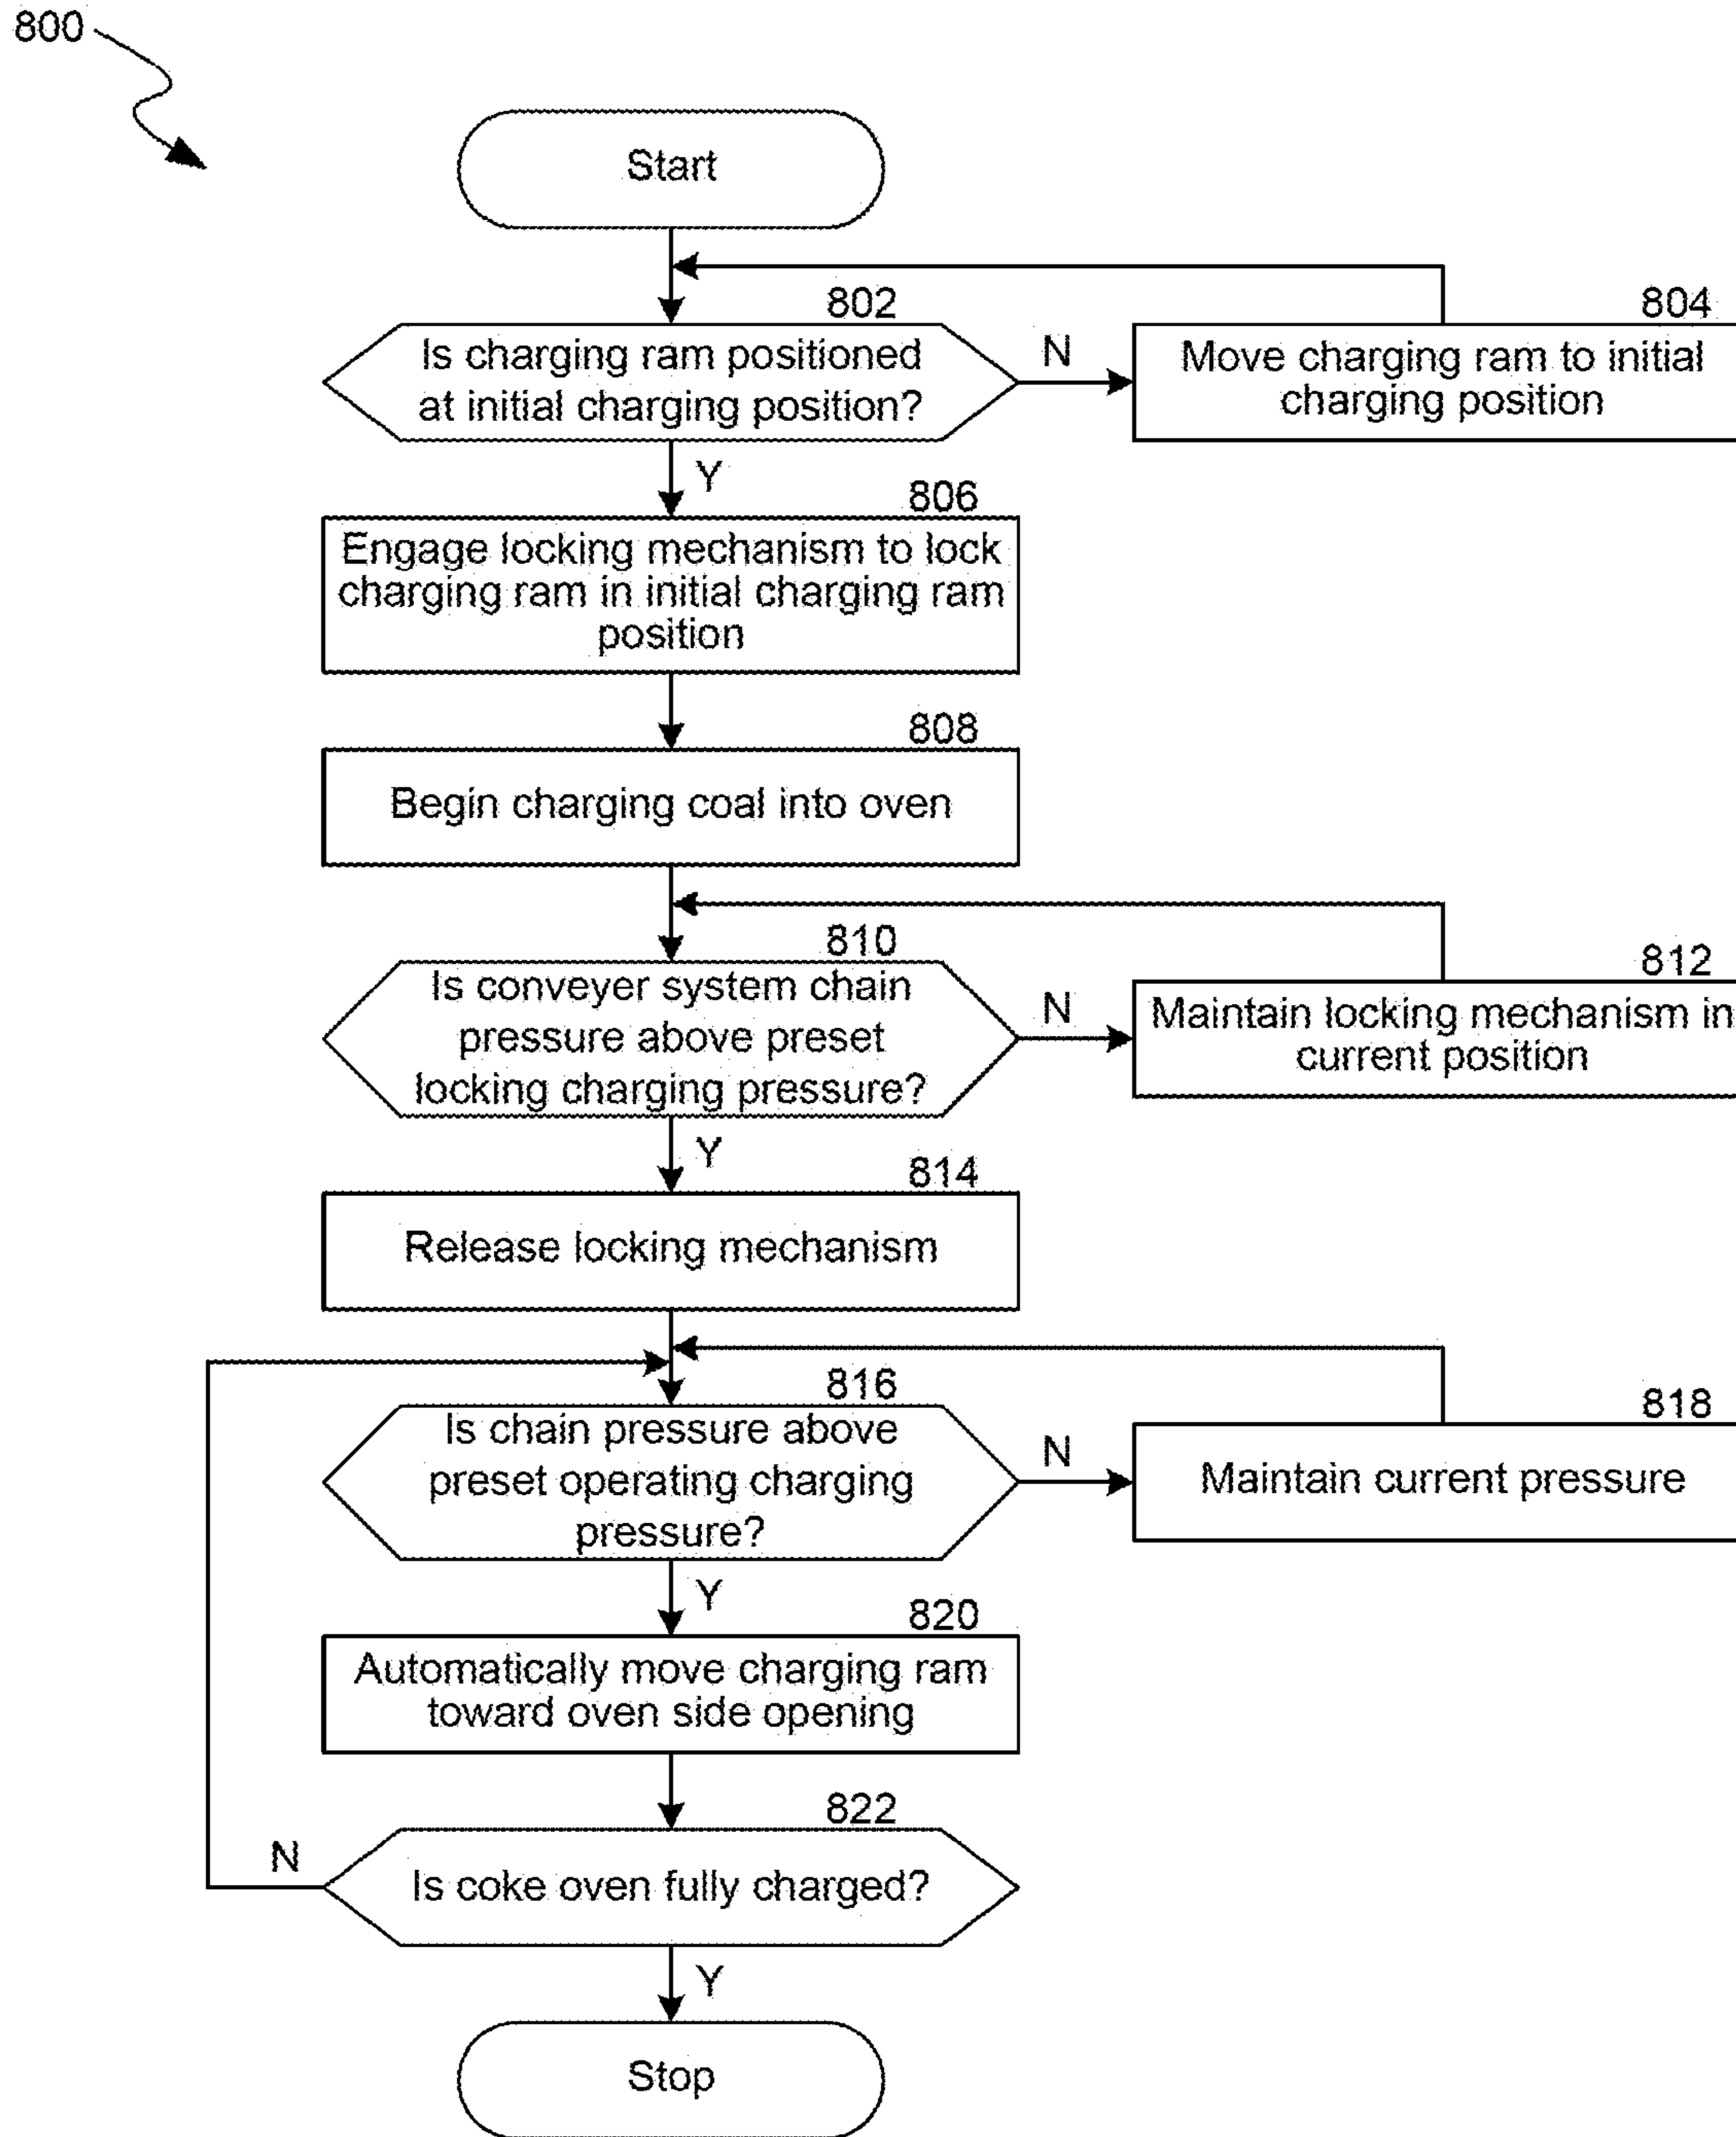 800
Start
802
Is charging ram positioned
at initial charging position?
N
804
Move charging ram to initial
charging position
Y
806
Engage locking mechanism to lock
charging ram in initial charging ram
position
808
Begin charging coal into oven
810
Is conveyer system chain
pressure above preset
locking charging pressure?
N
812
Maintain locking mechanism in
current position
Y
814
Release locking mechanism
816
Is chain pressure above
preset operating charging
pressure?
N
818
Maintain current pressure
Y
820
Automatically move charging ram
toward oven side opening
822
Is coke oven fully charged?
N
Y
Stop